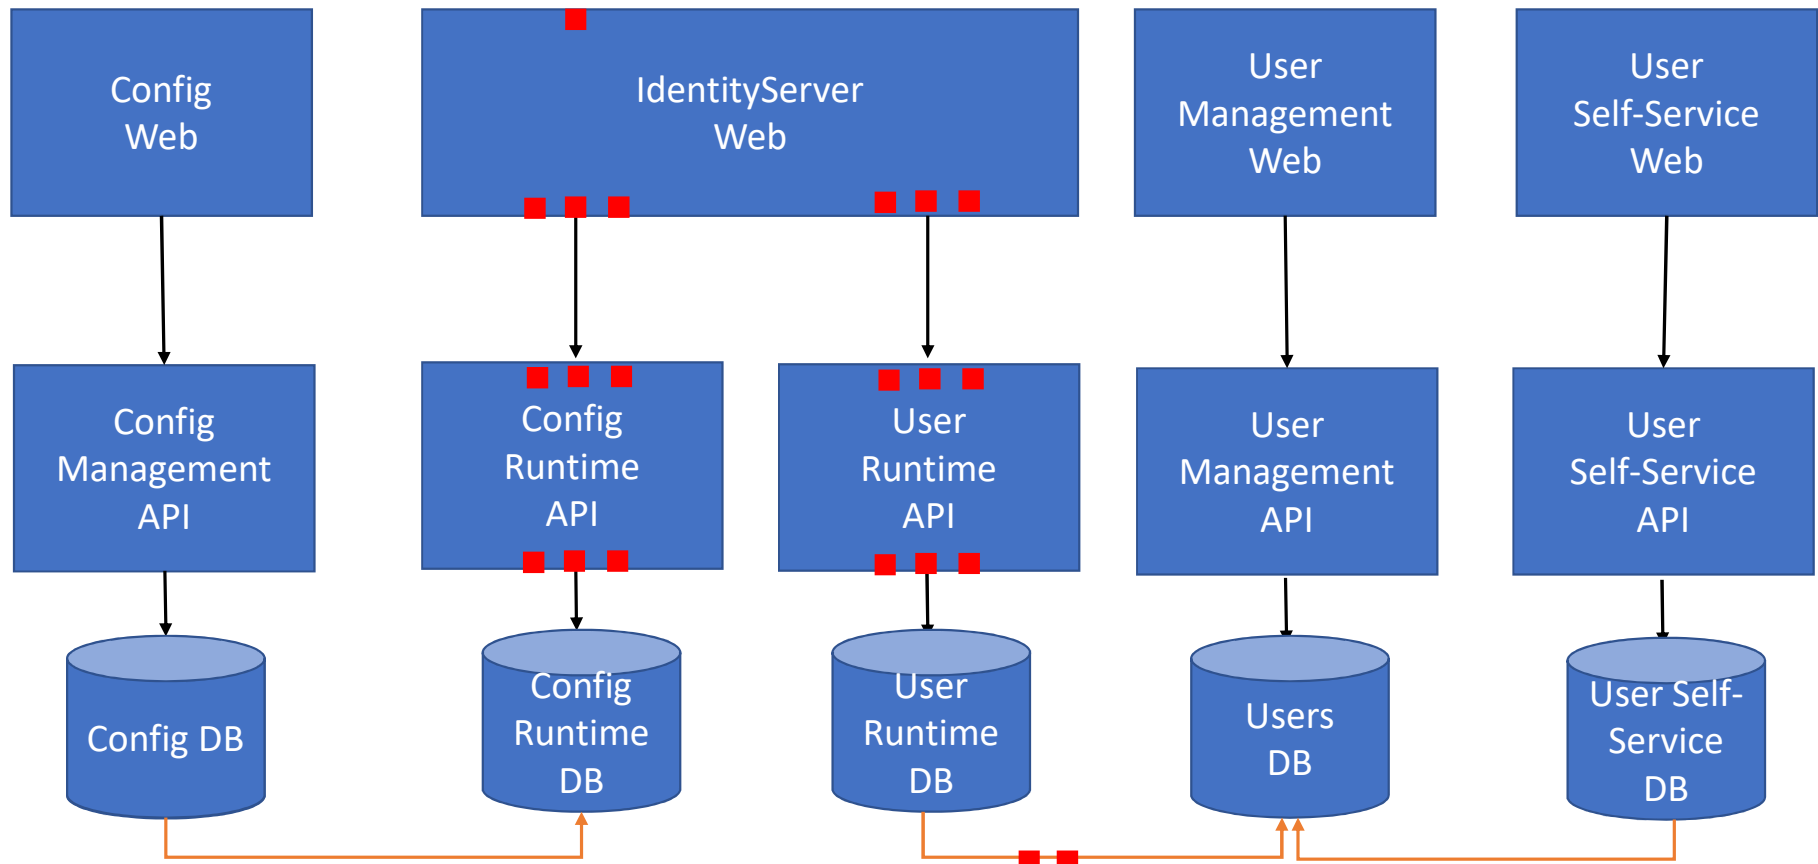 Config
Web
IdentityServer
Web
User
Management
Web
User
Self-Service
Web
Config
Management
API
Config
Runtime
API
User
Runtime
API
User
Management
API
User
Self-Service
API
Config DB
Config
Runtime
DB
User
Runtime
DB
Users
DB
User Self-
Service
DB